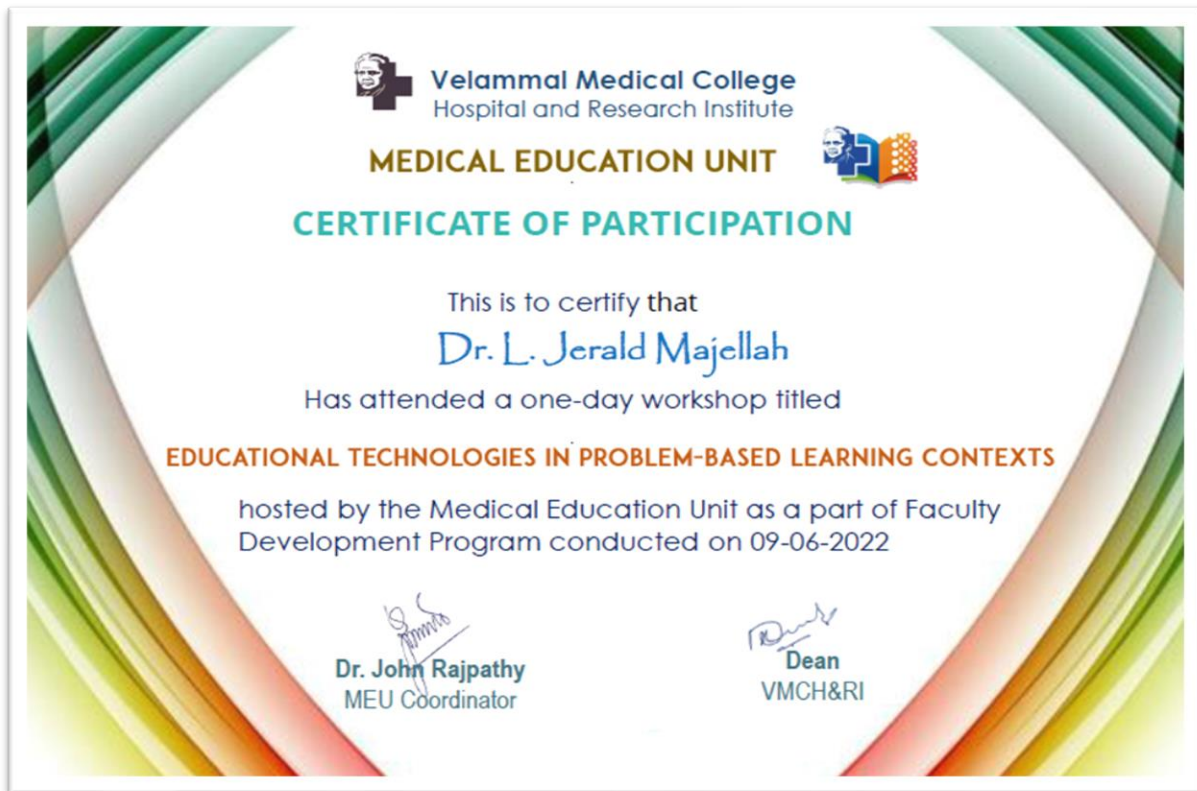 Velammal Medical College
Hospital and Research Institute
MEDICAL EDUCATION UNIT
CERTIFICATE OF PARTICIPATION
This is to certify that
Dr. L. Jerald Majellah
Has attended a one-day workshop titled
EDUCATIONAL TECHNOLOGIES IN PROBLEM-BASED LEARNING CONTEXTS
hosted by the Medical Education Unit as a part of Faculty
Development Program conducted on 09-06-2022
Dr. John Rajpathy
MEU Coordinator
Dean
VMCH&RI